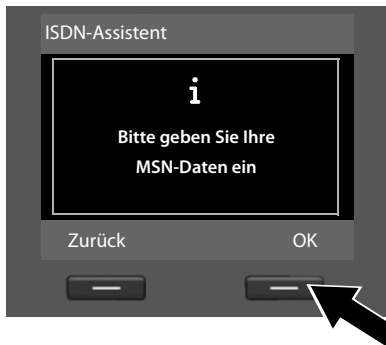 ISDN-Assistent
i
Bitte geben Sie Ihre
MSN-Daten ein
Zurück OK